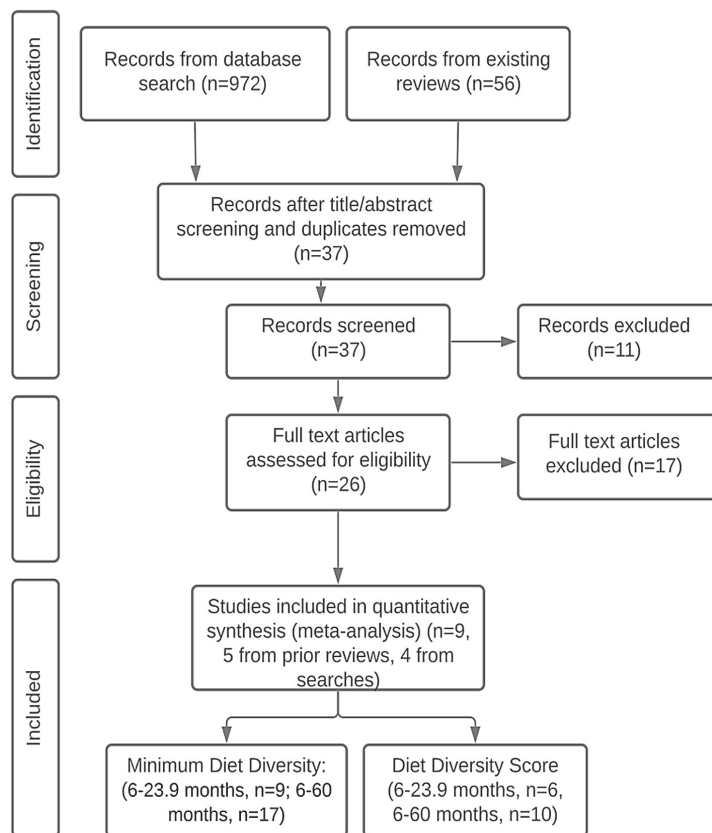 Identification
Records from database
search (n=972)
Records from existing
reviews (n=56)
Screening
Records after title/abstract
screening and duplicates removed
(n=37)
Records screened
(n=37)
Records excluded
(n=11)
Eligibility
Full text articles
assessed for eligibility
(n=26)
Full text articles
excluded (n=17)
Included
Studies included in quantitative
synthesis (meta-analysis) (n=9,
5 from prior reviews, 4 from
searches)
Minimum Diet Diversity:
(6-23.9 months, n=9; 6-60
months, n=17)
Diet Diversity Score
(6-23.9 months, n=6,
6-60 months, n=10)